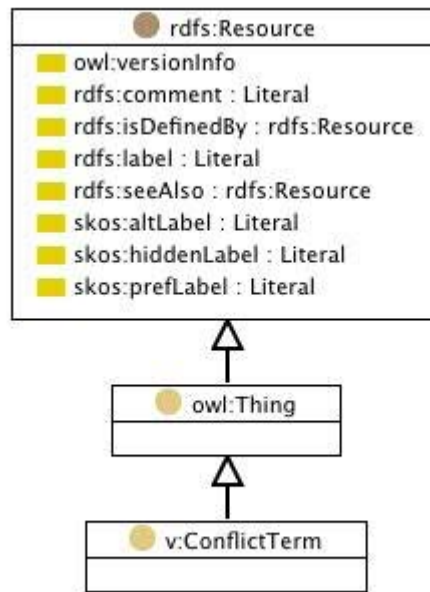 rdfs:Resource
owl:versionInfo
rdfs:comment : Literal
rdfs:isDefinedBy : rdfs:Resource
rdfs:label : Literal
rdfs:seeAlso : rdfs:Resource
skos:altLabel : Literal
skos:hiddenLabel : Literal
skos:prefLabel : Literal
owl:Thing
v:ConflictTerm